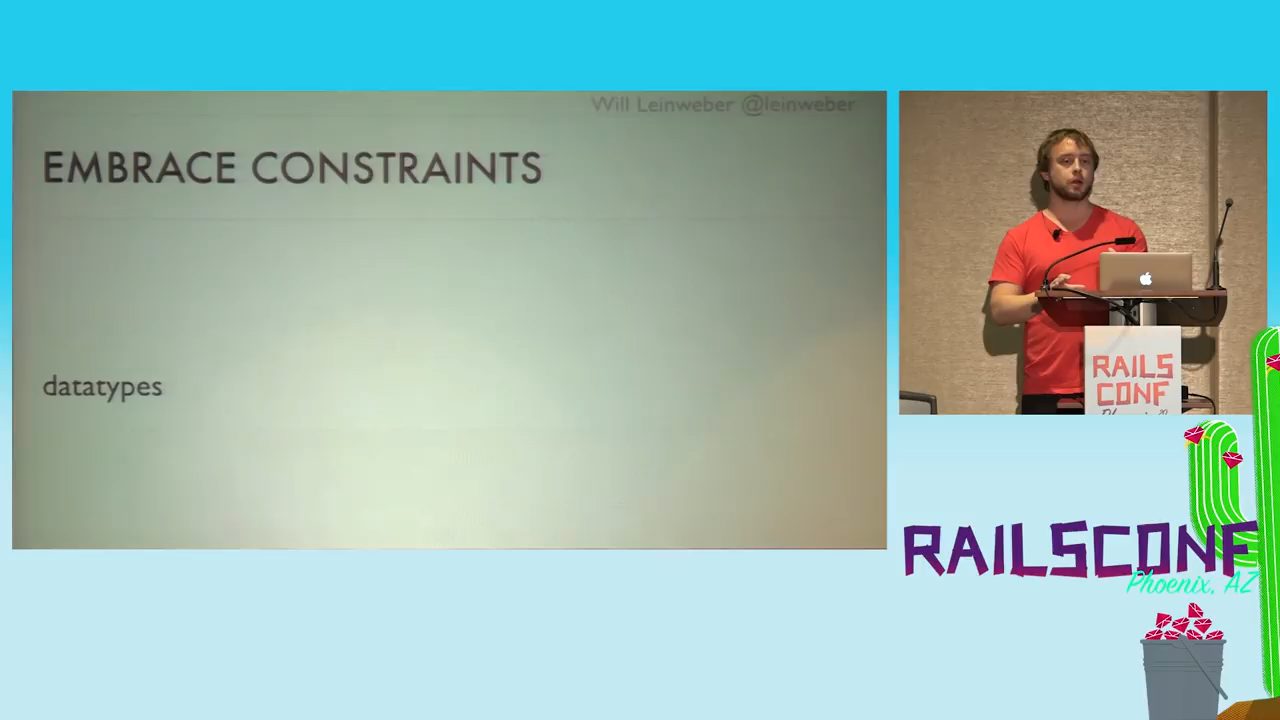 Will Leinweber @leinweber
EMBRACE CONSTRAINTS
datatypes
RAILS
CONF
RAILSCONF
Phoenix, AZ